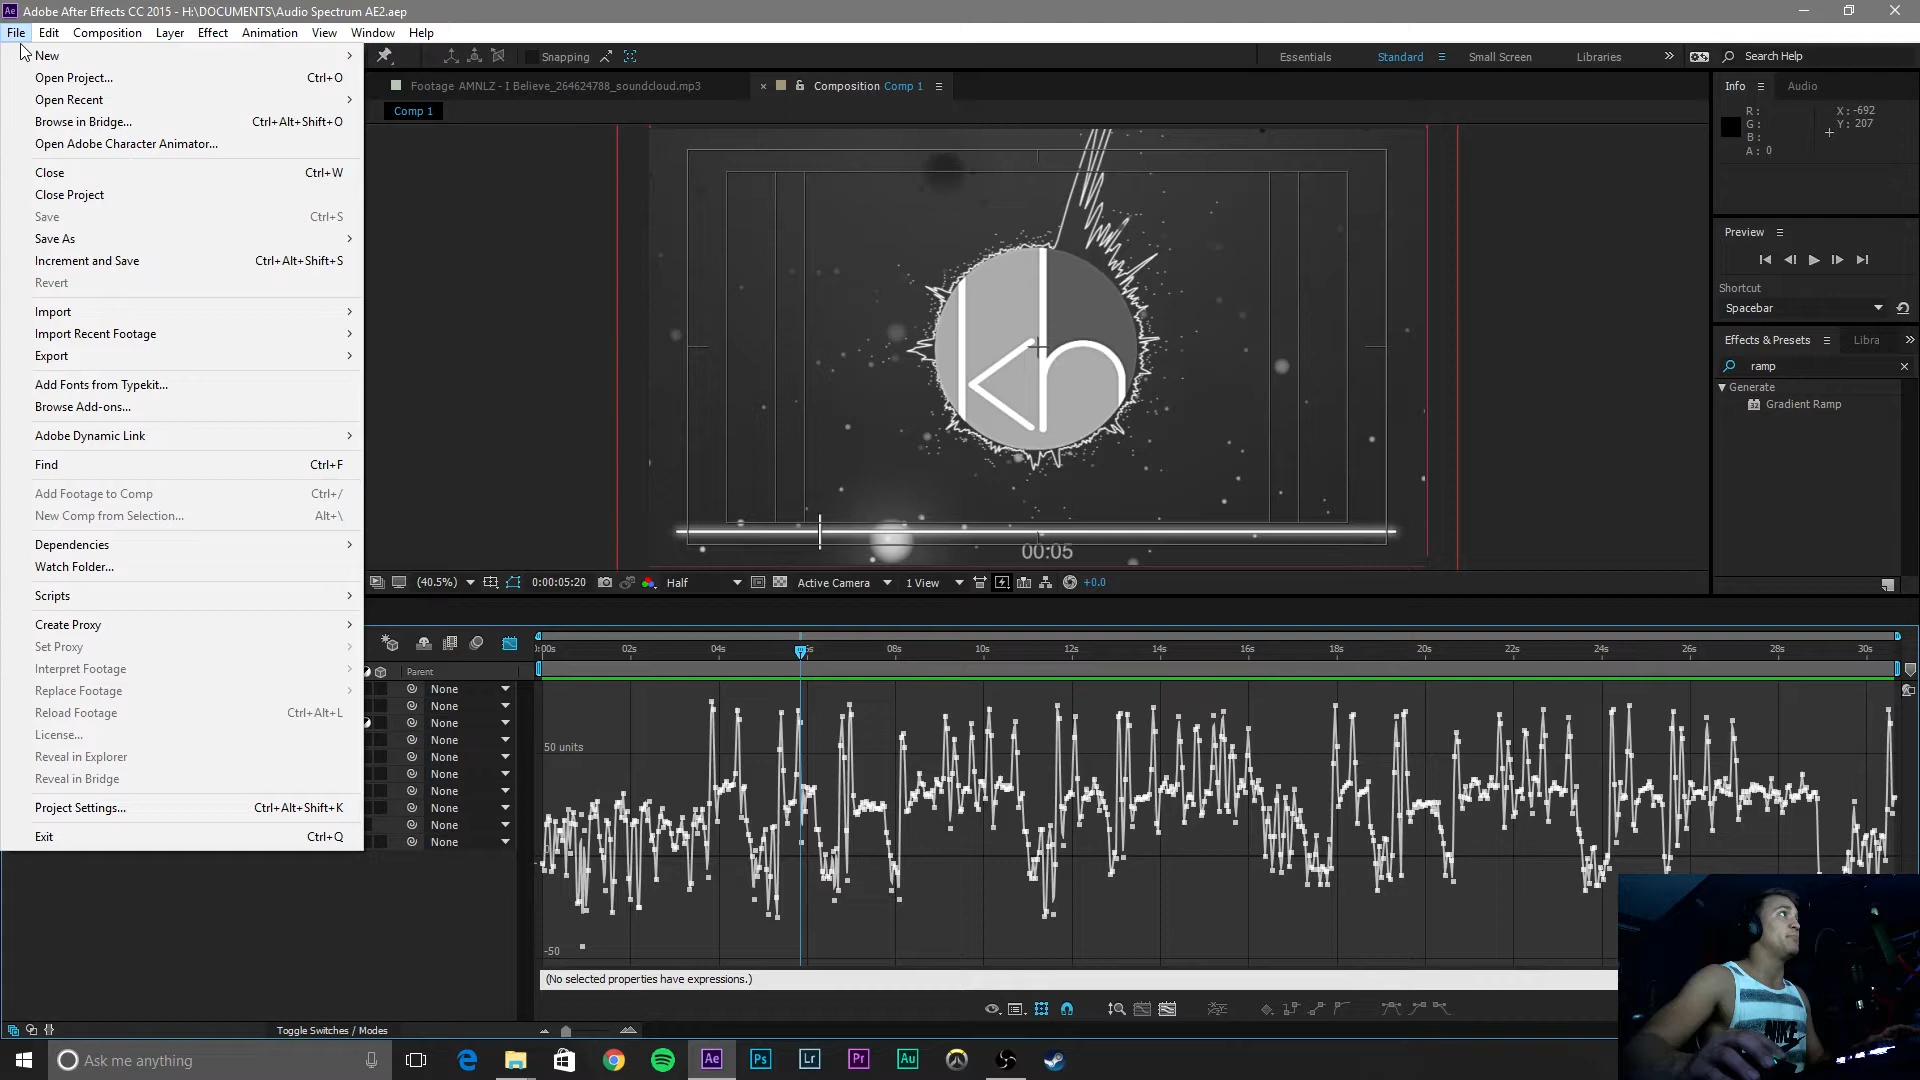 Adobe After Effects CC 2015 - H:\DOCUMENTS\Audio Spectrum AE2.aep
File Edit Composition Layer Effect Animation View Window Help
New
Open Project... Ctrl+O
Open Recent
Browse in Bridge... Ctrl+Alt+Shift+O
Open Adobe Character Animator...
Close Ctrl+W
Close Project
Save Ctrl+S
Save As
Increment and Save Ctrl+Alt+Shift+S
Revert
Import
Import Recent Footage
Export
Add Fonts from Typekit...
Browse Add-ons...
Adobe Dynamic Link
Find Ctrl+F
Add Footage to Comp Ctrl+/
New Comp from Selection... Alt+\
Dependencies
Watch Folder...
Scripts
Create Proxy
Set Proxy
Interpret Footage
Replace Footage
Reload Footage Ctrl+Alt+L
License...
Reveal in Explorer
Reveal in Bridge
Project Settings... Ctrl+Alt+Shift+K
Exit Ctrl+Q
Snapping
Essentials Standard Small Screen Libraries Search Help
Footage AMNLZ - I Believe_264624788_soundcloud.mp3 Composition Comp 1
Comp 1
kh
00:05
(40.5%) 0:00:05:20 Half Active Camera 1 View +0.0
Info Audio
R: X: -692
G: Y: 207
B:
A: 0
Preview
Shortcut
Spacebar
Effects & Presets Libra
ramp
Generate
32 Gradient Ramp
:00s 02s 04s 6s 08s 10s 12s 14s 16s 18s 20s 22s 24s 26s 28s 30s
Parent
None
None
None
None
None
None
None
None
None
None
50 units
0
-50
(No selected properties have expressions.)
Toggle Switches / Modes
Ask me anything
Ae Ps Lr Pr Au
NIKE